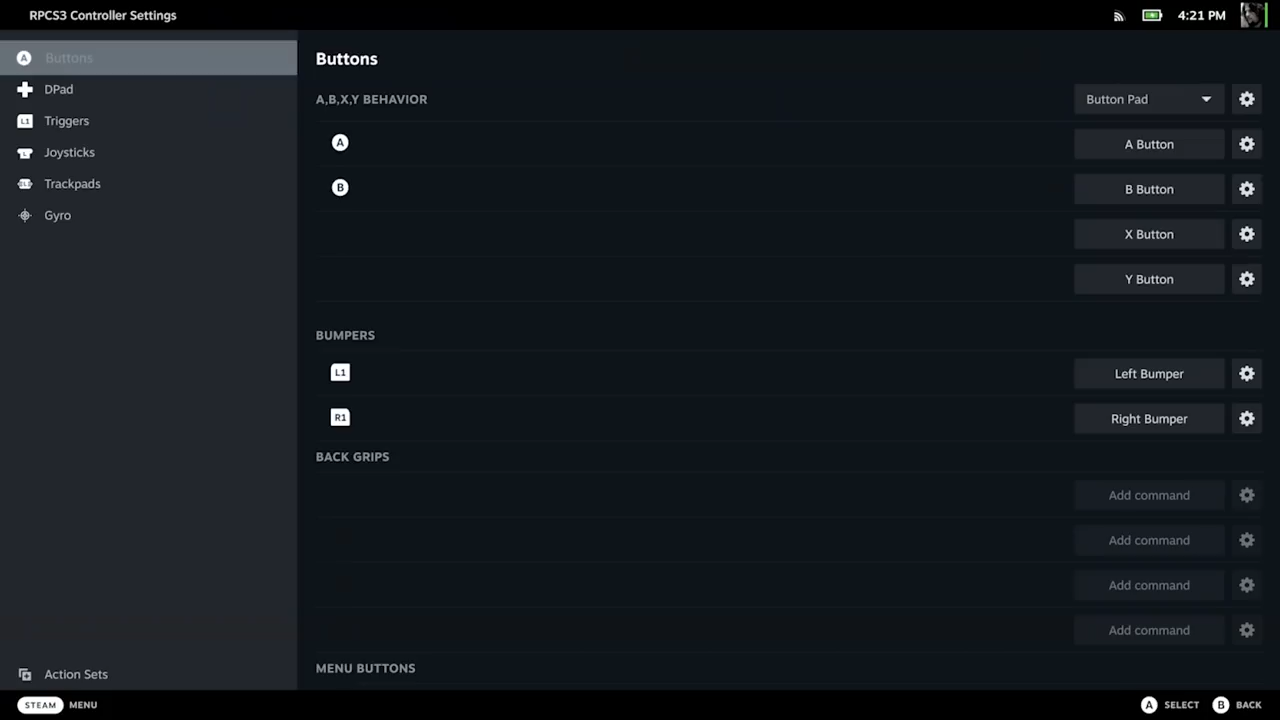 RPCS3 Controller Settings
4:21 PM
A Buttons
DPad
L1 Triggers
L Joysticks
Trackpads
Gyro
Action Sets
Buttons
A,B,X,Y BEHAVIOR Button Pad
A A Button
B B Button
X Button
Y Button
BUMPERS
L1 Left Bumper
R1 Right Bumper
BACK GRIPS
Add command
Add command
Add command
Add command
MENU BUTTONS
STEAM MENU
A SELECT B BACK